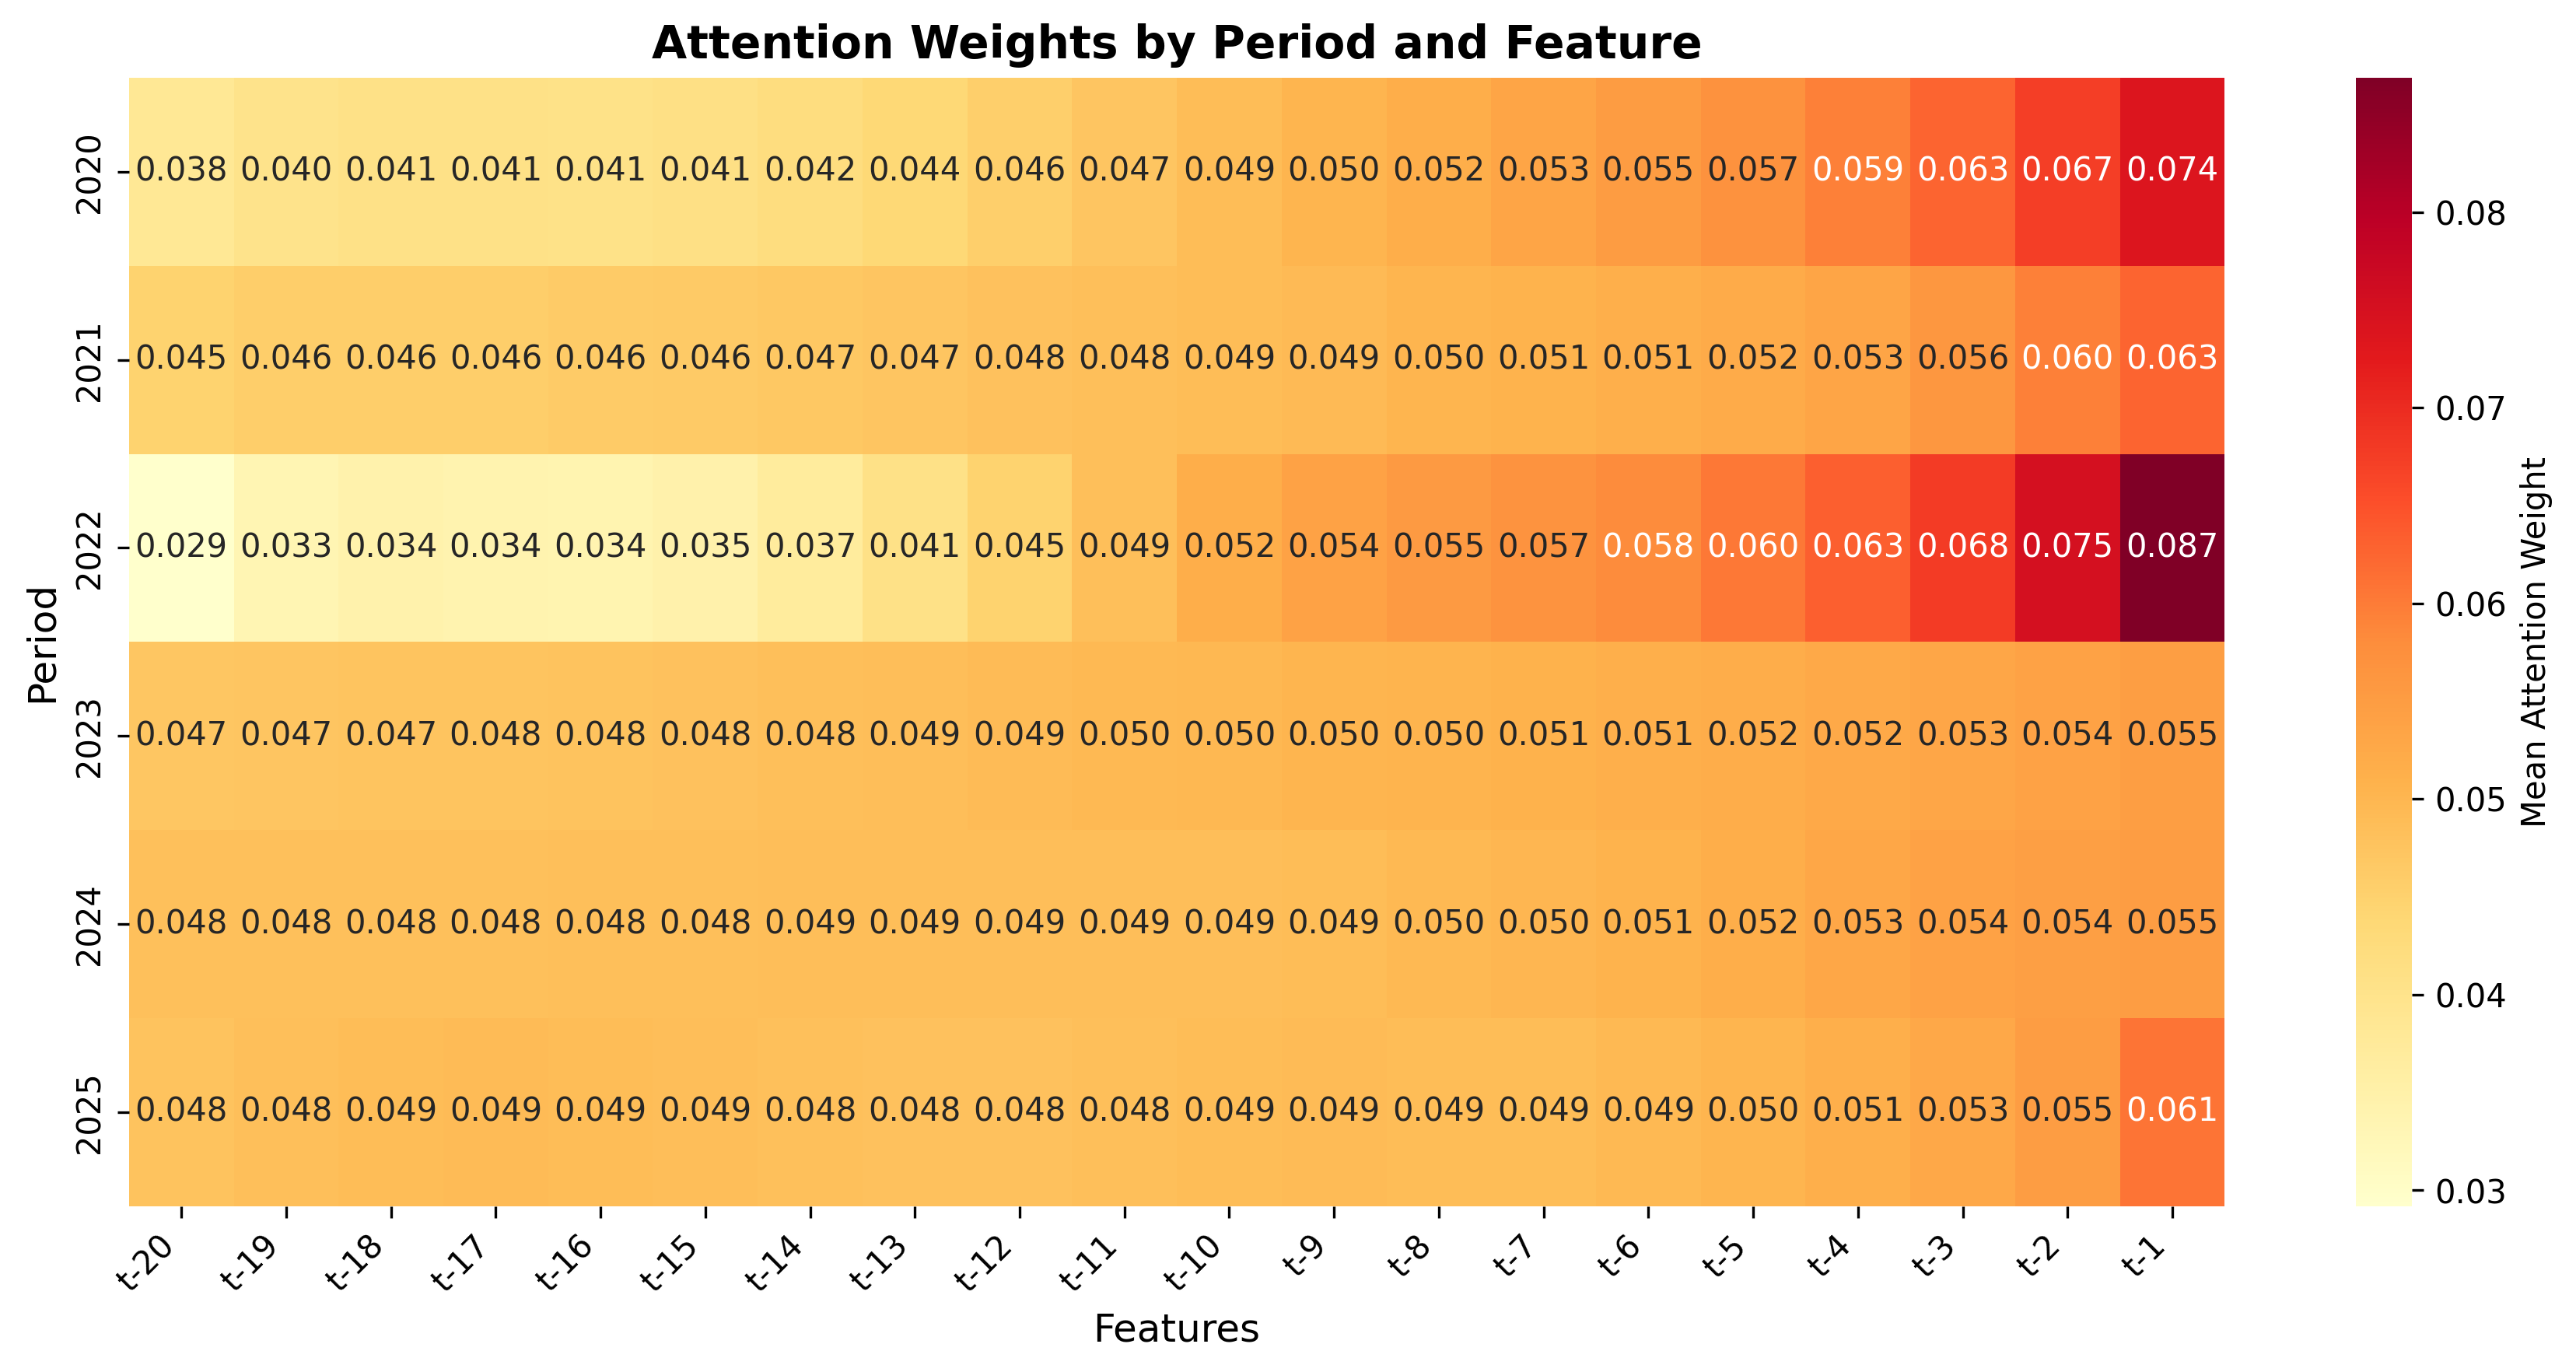 Attention Weights by Period and Feature
Period
2020 0.038 0.040 0.041 0.041 0.041 0.041 0.042 0.044 0.046 0.047 0.049 0.050 0.052 0.053 0.055 0.057 0.059 0.063 0.067 0.074
2021 0.045 0.046 0.046 0.046 0.046 0.046 0.047 0.047 0.048 0.048 0.049 0.049 0.050 0.051 0.051 0.052 0.053 0.056 0.060 0.063
2022 0.029 0.033 0.034 0.034 0.034 0.035 0.037 0.041 0.045 0.049 0.052 0.054 0.055 0.057 0.058 0.060 0.063 0.068 0.075 0.087
2023 0.047 0.047 0.047 0.048 0.048 0.048 0.048 0.049 0.049 0.050 0.050 0.050 0.050 0.051 0.051 0.052 0.052 0.053 0.054 0.055
2024 0.048 0.048 0.048 0.048 0.048 0.048 0.049 0.049 0.049 0.049 0.049 0.049 0.050 0.050 0.051 0.052 0.053 0.054 0.054 0.055
2025 0.048 0.048 0.049 0.049 0.049 0.049 0.048 0.048 0.048 0.048 0.049 0.049 0.049 0.049 0.049 0.050 0.051 0.053 0.055 0.061
t-20 t-19 t-18 t-17 t-16 t-15 t-14 t-13 t-12 t-11 t-10 t-9 t-8 t-7 t-6 t-5 t-4 t-3 t-2 t-1
Features
0.08
0.07
0.06
0.05
0.04
0.03
Mean Attention Weight